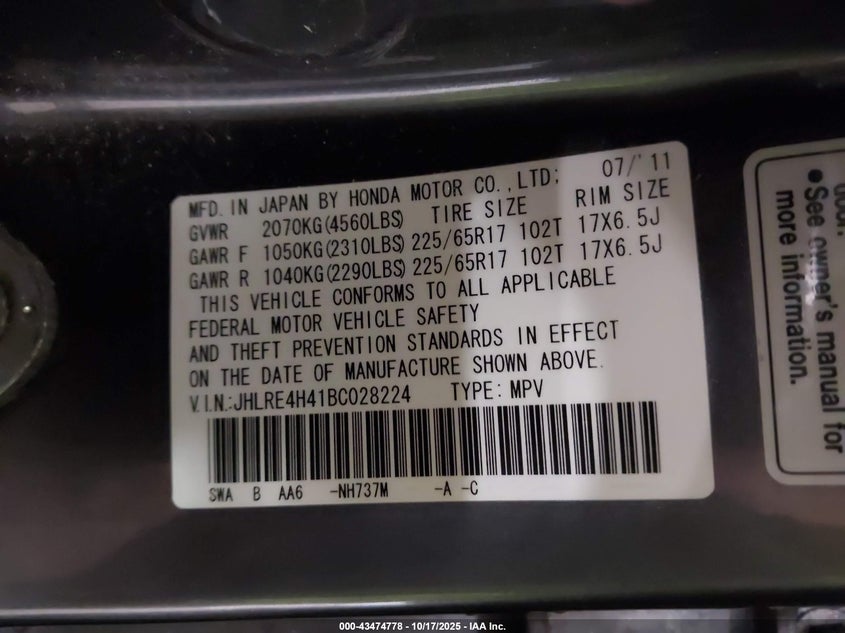 MFD. IN JAPAN BY HONDA MOTOR CO.,LTD; 07/'11
GVWR 2070KG(4560LBS) TIRE SIZE RIM SIZE
GAWR F 1050KG(2310LBS) 225/65R17 102T 17X6.5J
GAWR R 1040KG(2290LBS) 225/65R17 102T 17X6.5J
THIS VEHICLE CONFORMS TO ALL APPLICABLE
FEDERAL MOTOR VEHICLE SAFETY
AND THEFT PREVENTION STANDARDS IN EFFECT
ON THE DATE OF MANUFACTURE SHOWN ABOVE.
V.I.N.:JHLRE4H41BC028224 TYPE: MPV
SWA B AA6 -NH737M -A -C
door.
• See owner's manual for
more information.
000-43474778 - 10/17/2025 - IAA Inc.